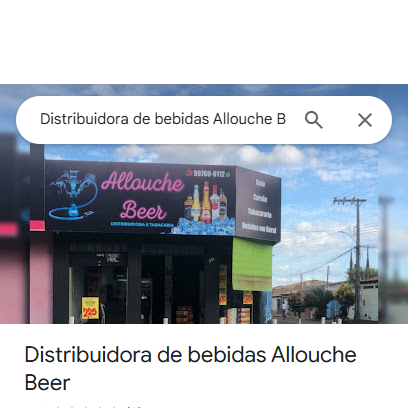 Distribuidora de bebidas Allouche B
98769-9112
Allouche
Beer
DISTRIBUIDORA E TABACARIA
Gelo
Carvão
Tabacaria
Bebidas em Geral
Distribuidora de bebidas Allouche
Beer